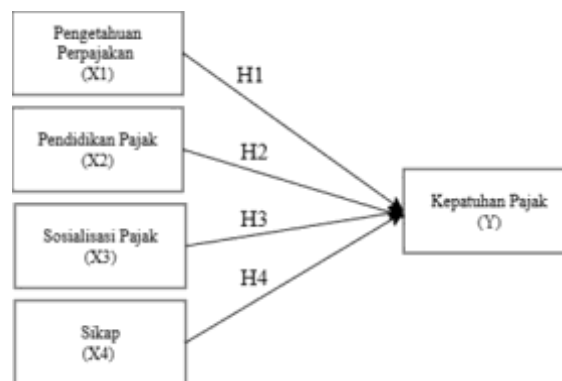 Pengetahuan
Perpajakan
(X1)
H1
Pendidikan Pajak
(X2)
H2
Kepatuhan Pajak
(Y)
Sosialisasi Pajak
(X3)
H3
H4
Sikap
(X4)